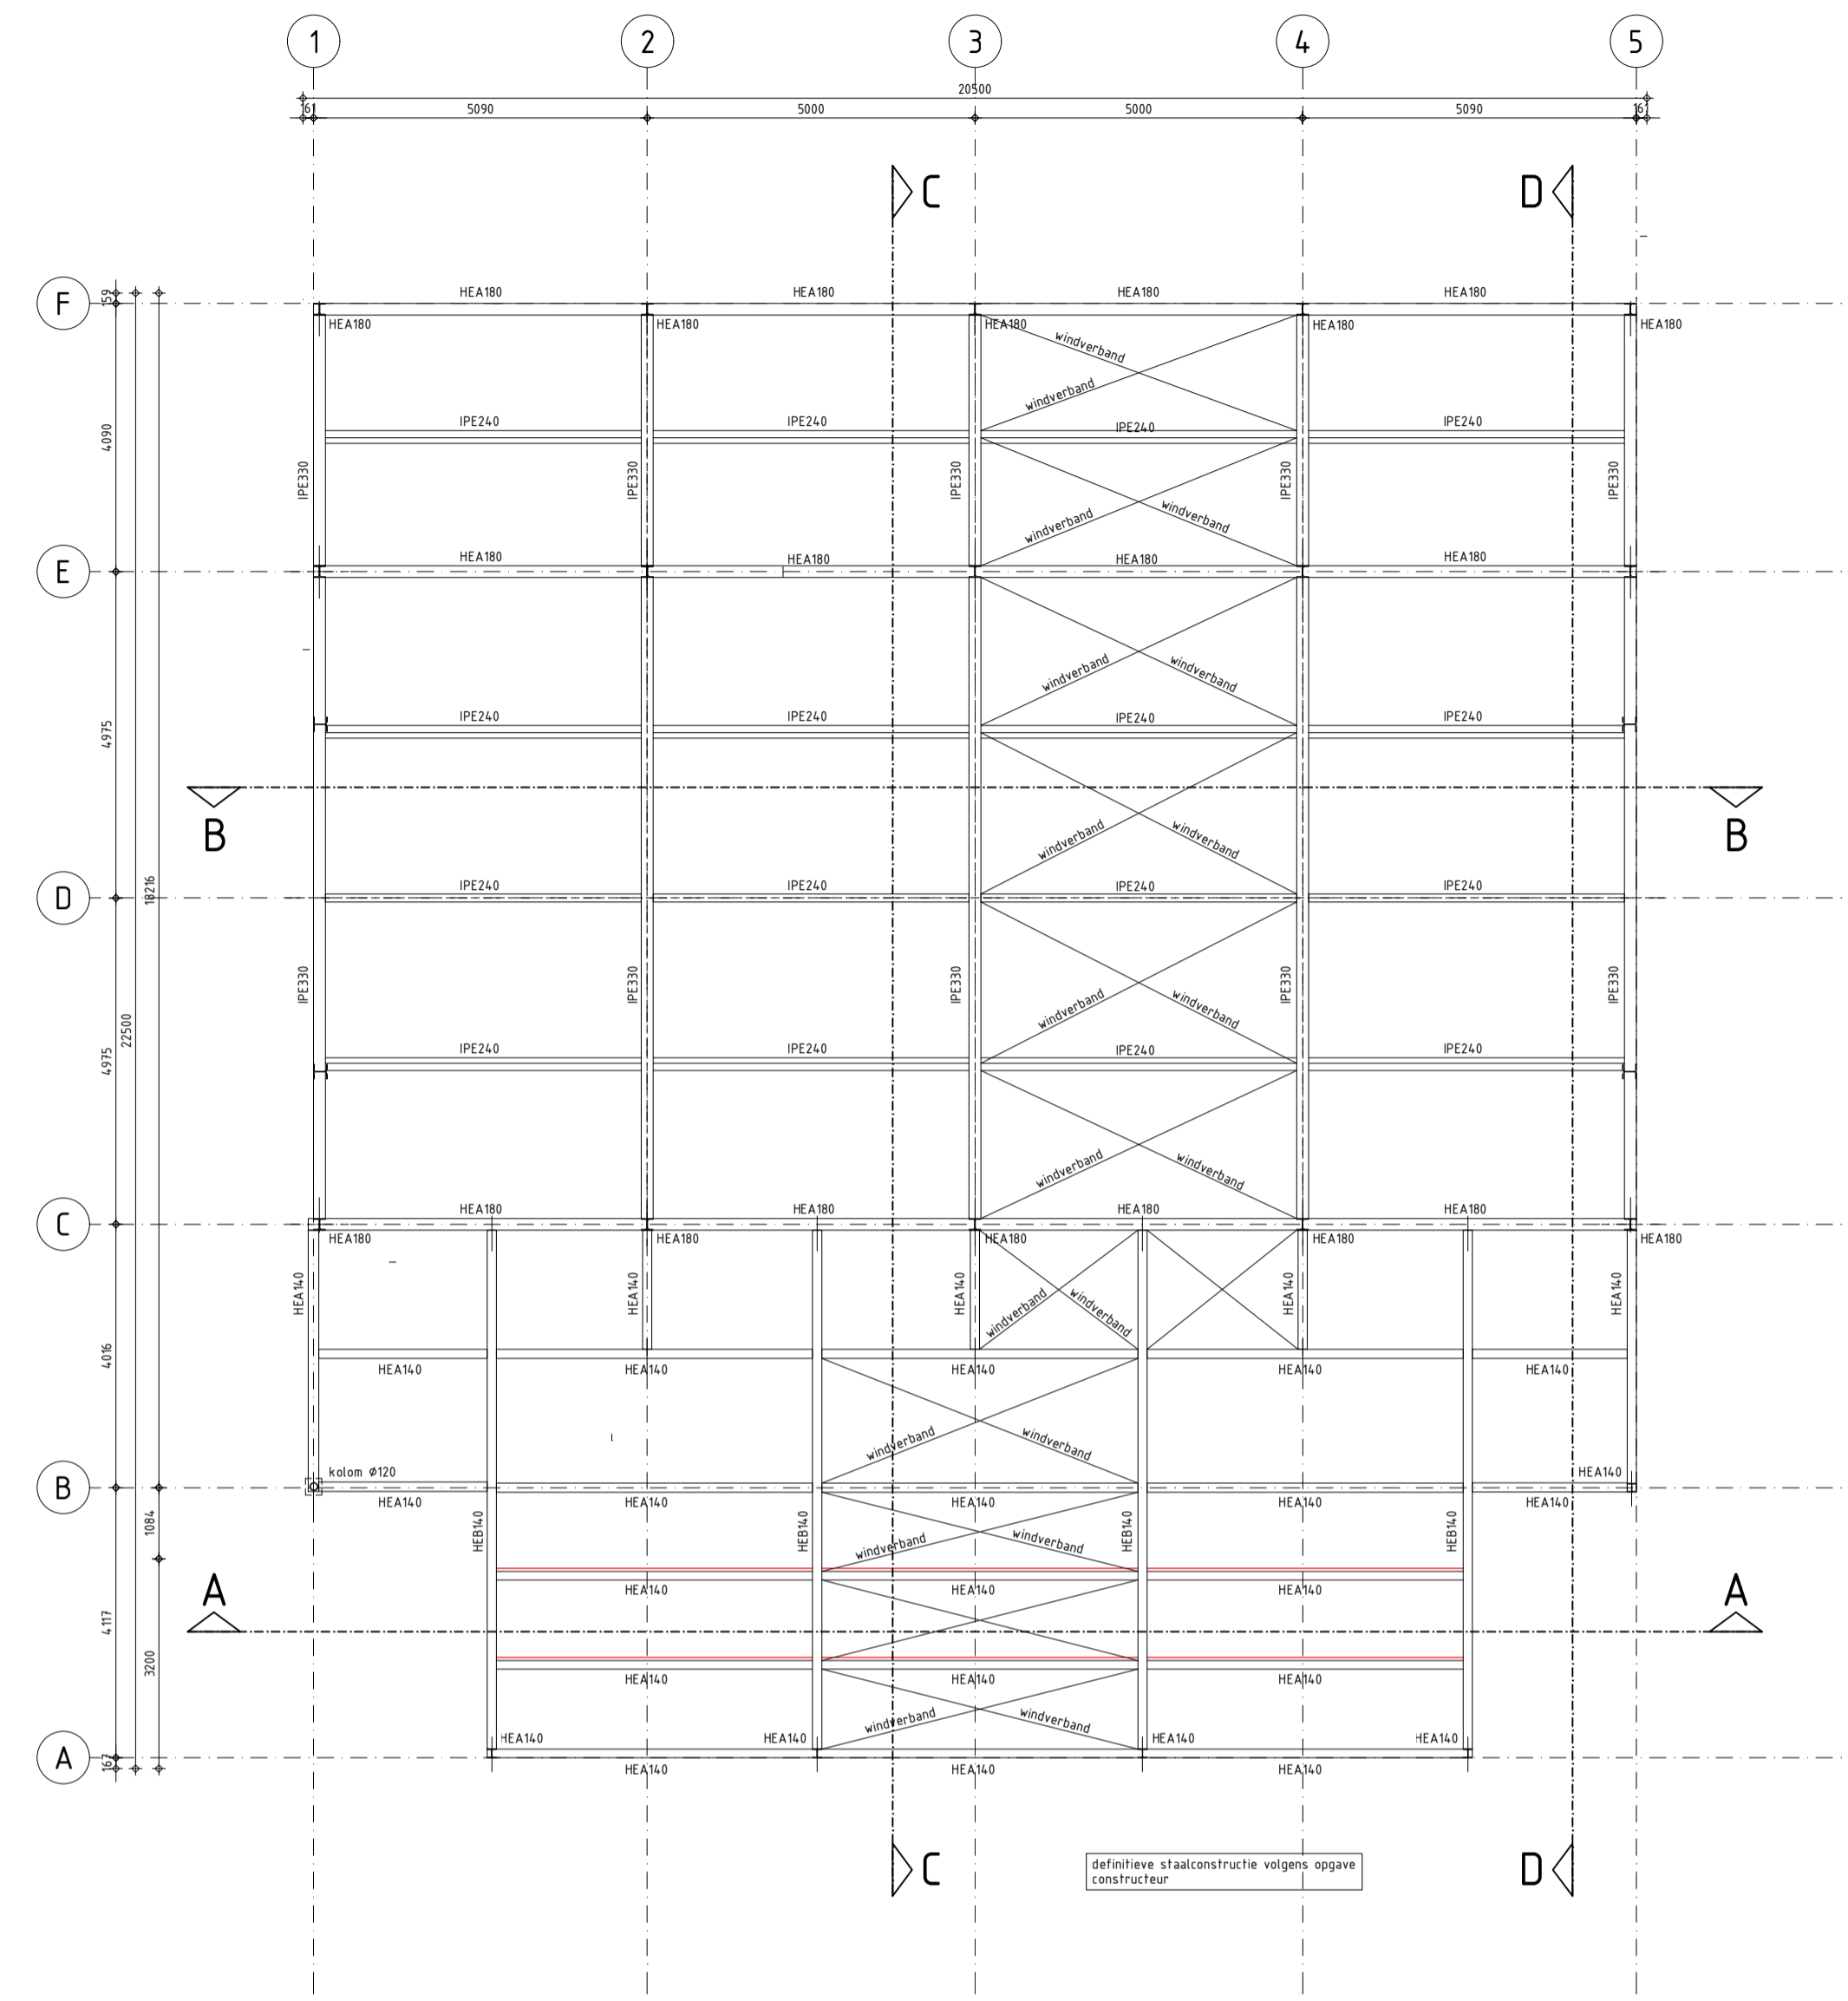 1 2 3 4 5
20500
161 5090 5000 5000 5090 161
C D
F
159
HEA180 HEA180 HEA180 HEA180
HEA180 HEA180 HEA180 HEA180 HEA180
windverband
windverband
IPE240 IPE240 IPE240 IPE240
4090
IPE330 IPE330 IPE330 IPE330 IPE330
windverband windverband
HEA180 HEA180 HEA180 HEA180
E
windverband windverband
IPE240 IPE240 IPE240 IPE240
4975
B B
windverband windverband
IPE240 IPE240 IPE240 IPE240
D
18216
IPE330 IPE330 IPE330 IPE330 IPE330
windverband windverband
22500
IPE240 IPE240 IPE240 IPE240
4975
windverband windverband
HEA180 HEA180 HEA180 HEA180
C
HEA180 HEA180 HEA180 HEA180 HEA180
HEA140 HEA140 HEA140 HEA140 HEA140
windverband windverband
4016
HEA140 HEA140 HEA140 HEA140 HEA140
windverband windverband
kolom Ø120 HEA140
B
HEA140 HEA140 HEA140 HEA140 HEA140
1084
HEB140 HEB140 HEB140 HEB140
windverband windverband
A A
HEA140 HEA140 HEA140
4117
3200
HEA140 HEA140 HEA140
windverband windverband
HEA140 HEA140 HEA140 HEA140
A
167
HEA140 HEA140 HEA140
definitieve staalconstructie volgens opgave
constructeur
C D